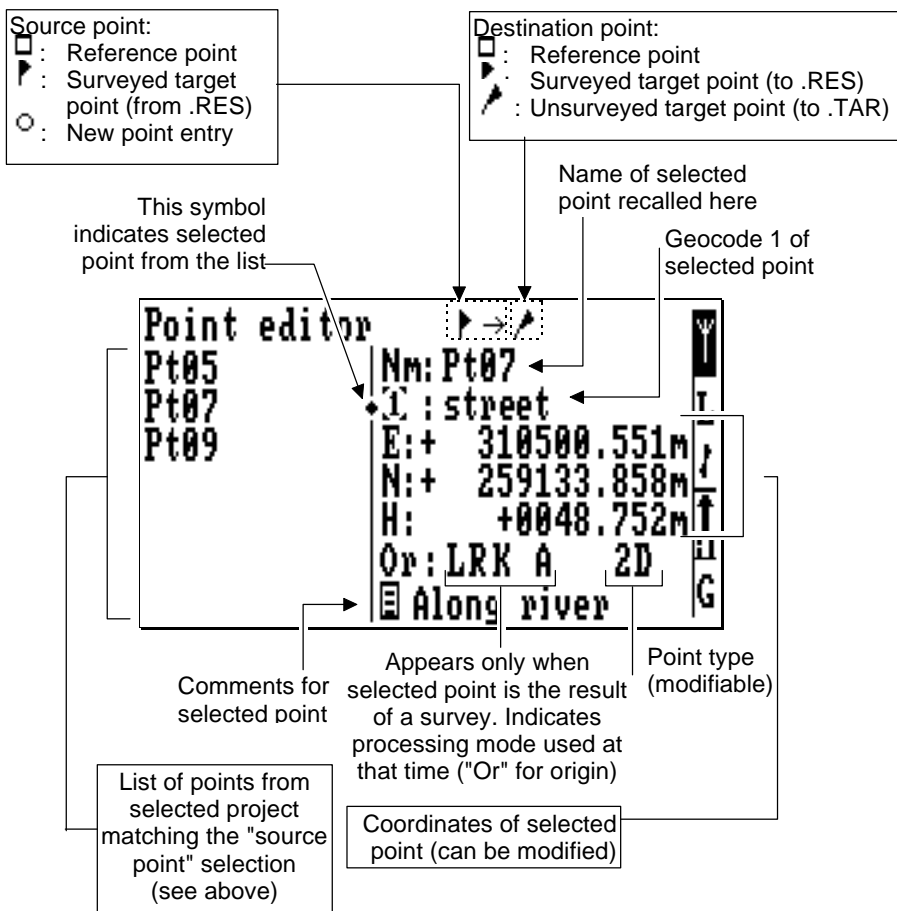 Source point:
: Reference point
: Surveyed target
point (from .RES)
: New point entry
Destination point:
: Reference point
: Surveyed target point (to .RES)
: Unsurveyed target point (to .TAR)
Name of selected
point recalled here
This symbol
indicates selected
point from the list
Geocode 1 of
selected point
Point editor
Pt05
Pt07
Pt09
Nm:Pt07
1 : street
E:+ 310500.551m
N:+ 259133.858m
H: +0048.752m
Or:LRK A 2D
Along river
L
G
Comments for
selected point
Appears only when
selected point is the result
of a survey. Indicates
processing mode used at
that time ("Or" for origin)
Point type
(modifiable)
List of points from
selected project
matching the "source
point" selection
(see above)
Coordinates of selected
point (can be modified)